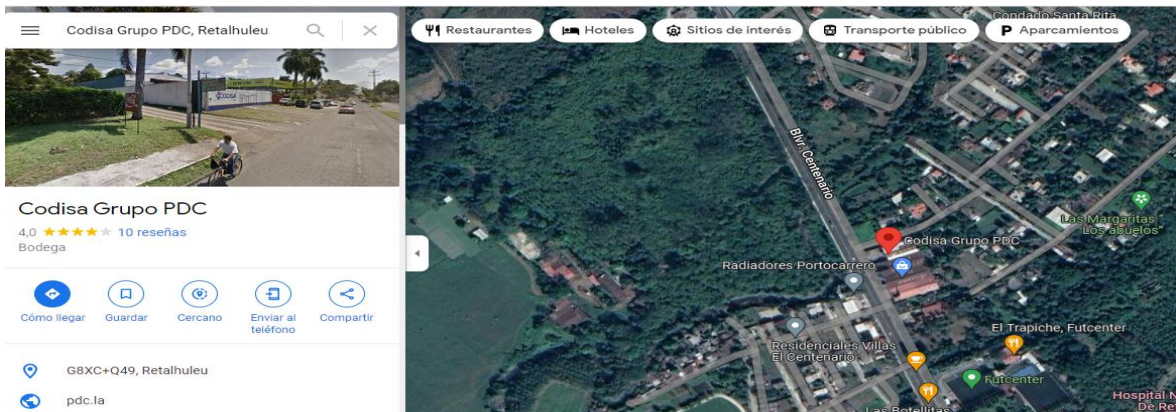 Codisa Grupo PDC, Retalhuleu
Restaurantes
Hoteles
Sitios de interés
Transporte público
P Aparcamientos
CODISA
Codisa Grupo PDC
4,0
10 reseñas
Bodega
Cómo llegar
Guardar
Cercano
Enviar al
teléfono
Compartir
G8XC+Q49, Retalhuleu
pdc.la
Condado Santa Rita
Blvr. Centenario
Las Margaritas "
Los abuelos"
Codisa Grupo PDC
Radiadores Portocarrero
El Trapiche, Futcenter
Residenciales Villas
El Centenario
Futcenter
Las Botellitas
Hospital
De Re